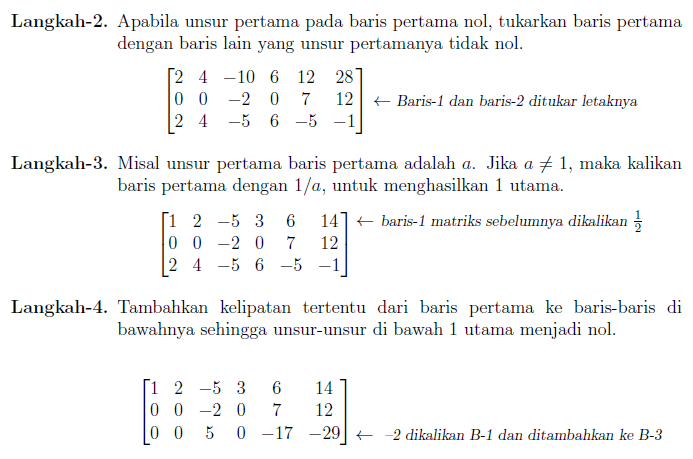 Langkah-2. Apabila unsur pertama pada baris pertama nol, tukarkan baris pertama
dengan baris lain yang unsur pertamanya tidak nol.
2 4 −10 6 12 28
0 0 −2 0 7 12 ← Baris-1 dan baris-2 ditukar letaknya
2 4 −5 6 −5 −1
Langkah-3. Misal unsur pertama baris pertama adalah a. Jika a ≠ 1, maka kalikan
baris pertama dengan 1/a, untuk menghasilkan 1 utama.
1 2 −5 3 6 14 ← baris-1 matriks sebelumnya dikalikan 1/2
0 0 −2 0 7 12
2 4 −5 6 −5 −1
Langkah-4. Tambahkan kelipatan tertentu dari baris pertama ke baris-baris di
bawahnya sehingga unsur-unsur di bawah 1 utama menjadi nol.
1 2 −5 3 6 14
0 0 −2 0 7 12
0 0 5 0 −17 −29 ← –2 dikalikan B-1 dan ditambahkan ke B-3